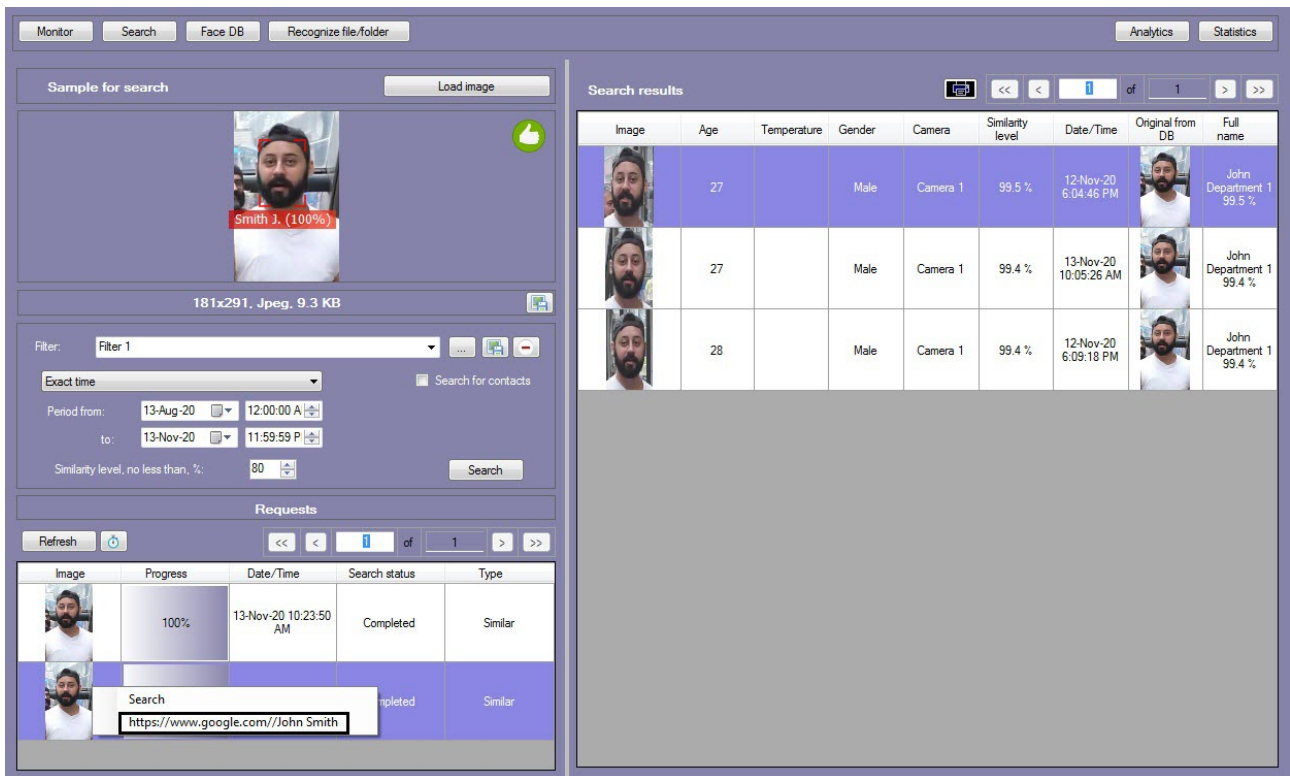 Monitor Search Face DB Recognize file/folder Analytics Statistics
Sample for search Load image
Smith J. (100%)
181x291, Jpeg, 9.3 KB
Filter: Filter 1 ...
Exact time Search for contacts
Period from: 13-Aug-20 12:00:00 A
to: 13-Nov-20 11:59:59 P
Similarity level, no less than, %: 80 Search
Requests
Refresh << < 1 of 1 > >>
Image Progress Date/Time Search status Type
100% 13-Nov-20 10:23:50 Completed Similar
AM
Search
https://www.google.com//John Smith
mpleted Similar
Search results << < 1 of 1 > >>
Image Age Temperature Gender Camera Similarity level Date/Time Original from DB Full name
27 Male Camera 1 99.5 % 12-Nov-20 6:04:46 PM John Department 1 99.5 %
27 Male Camera 1 99.4 % 13-Nov-20 10:05:26 AM John Department 1 99.4 %
28 Male Camera 1 99.4 % 12-Nov-20 6:09:18 PM John Department 1 99.4 %